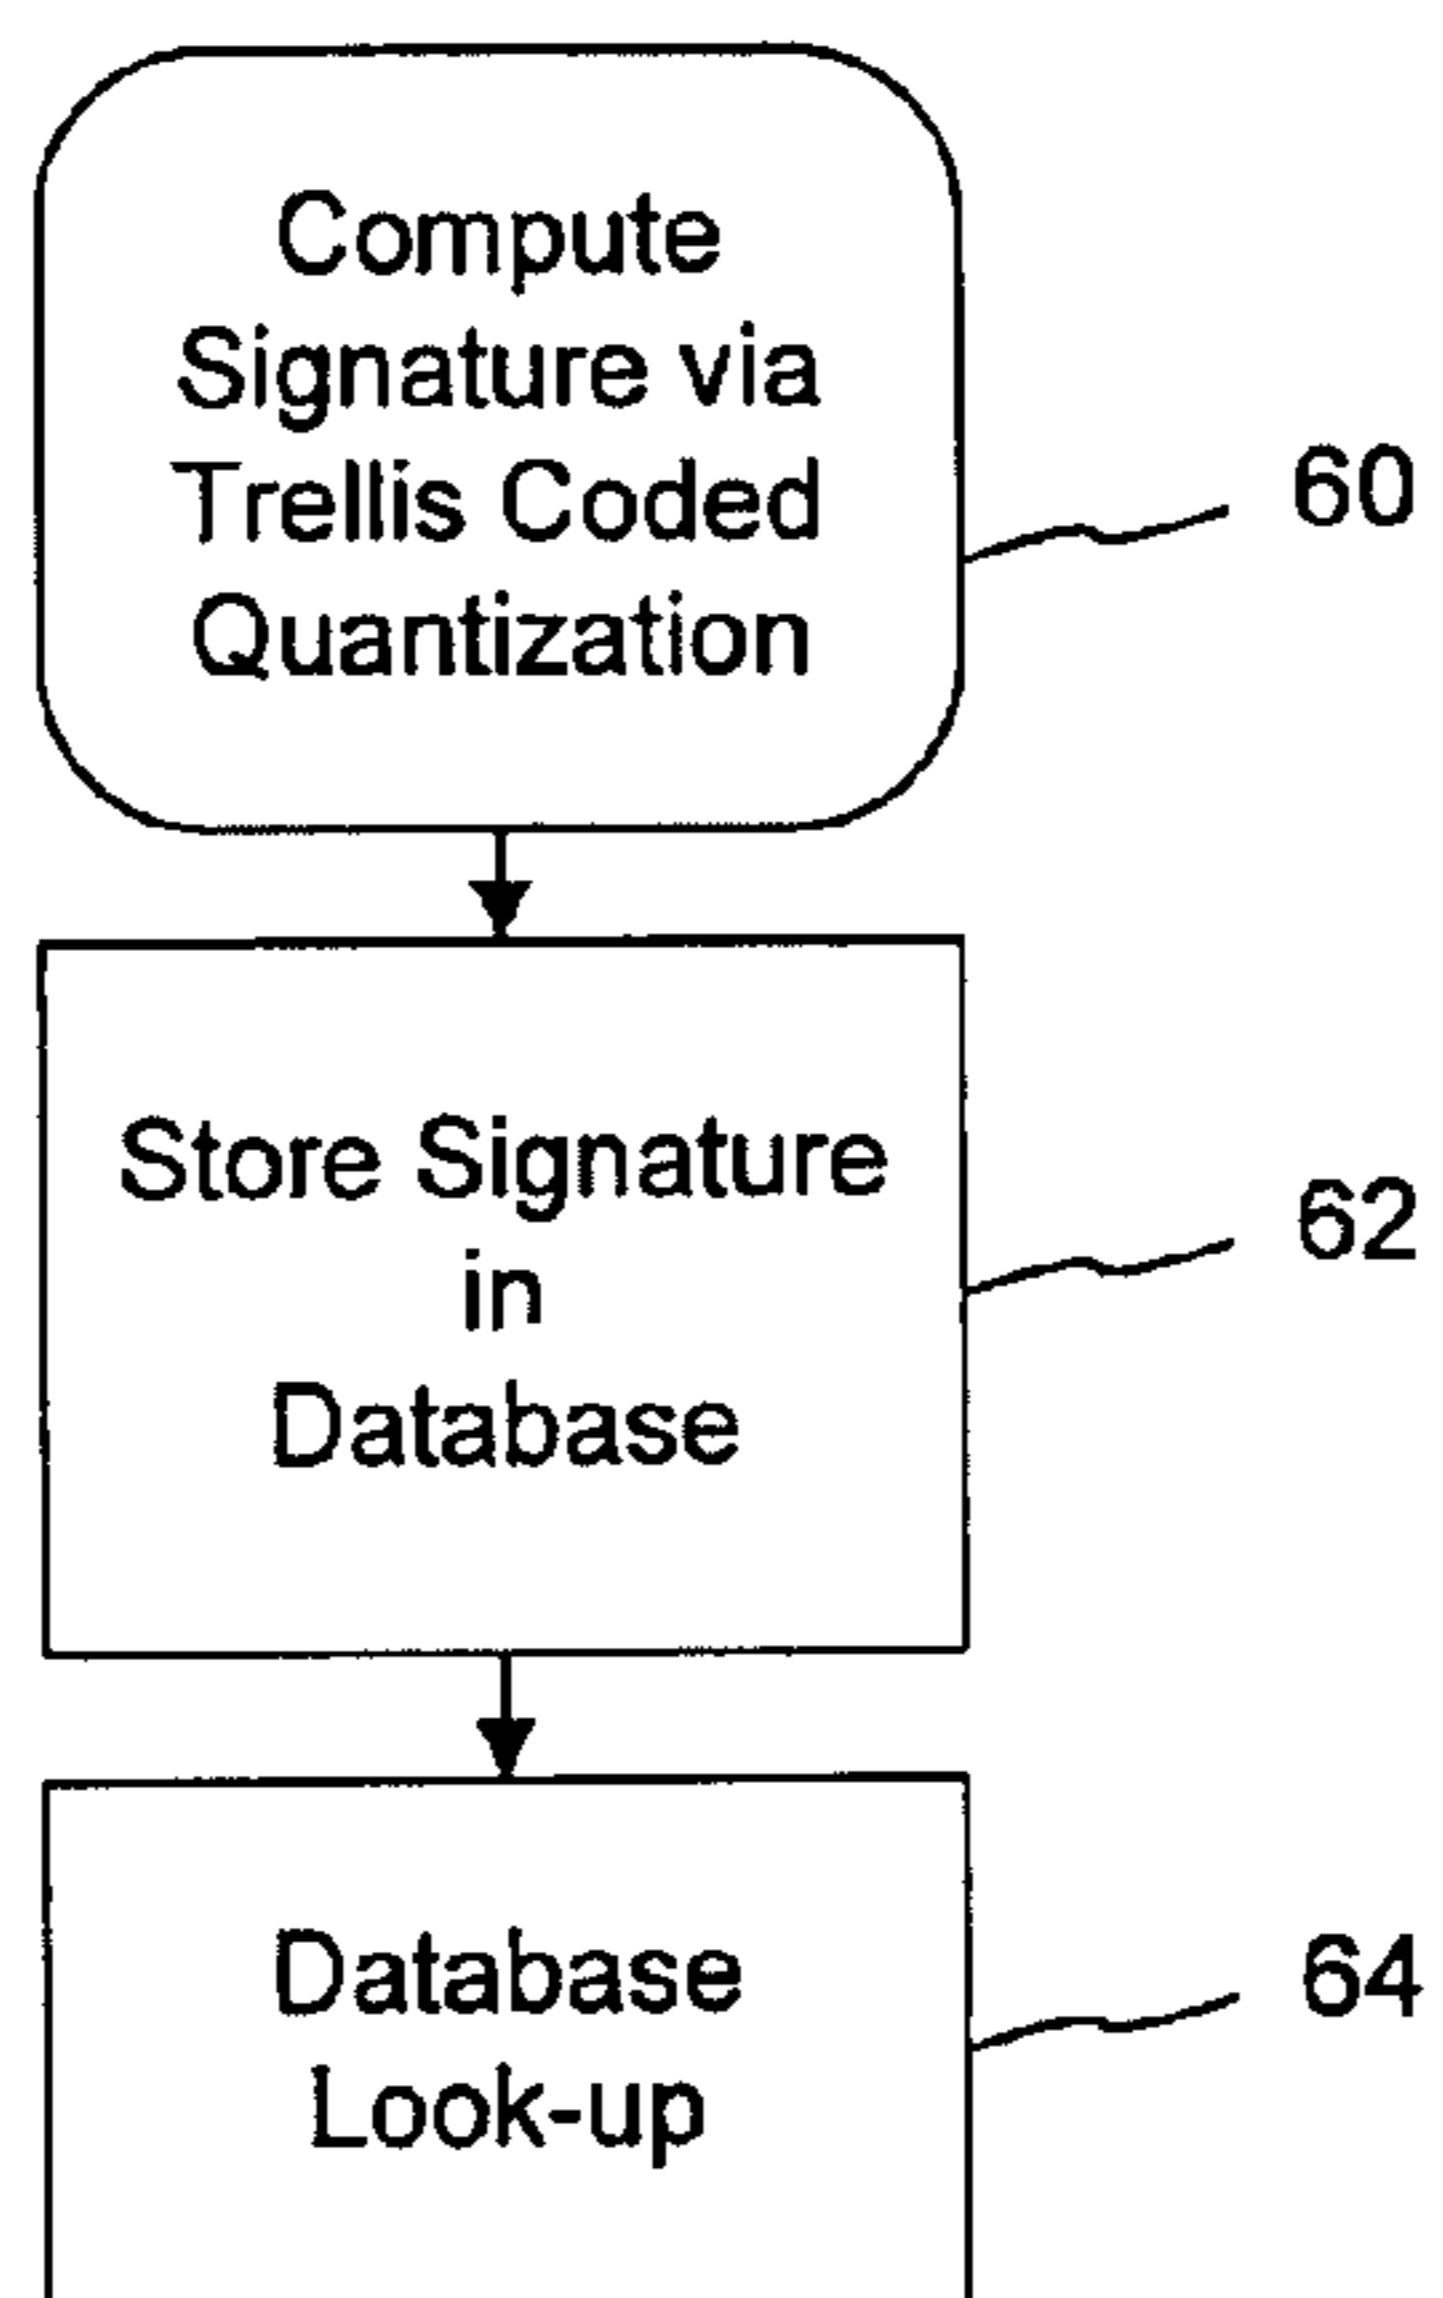 Compute
Signature via
Trellis Coded
Quantization
60
Store Signature
in
Database
62
Database
Look-up
64